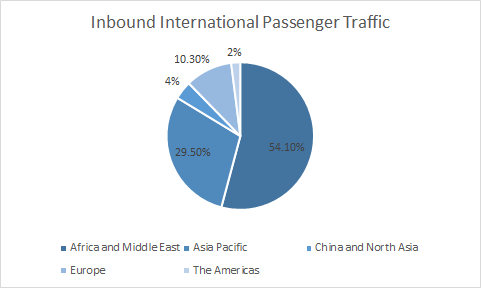 Inbound International Passenger Traffic
2%
10.30%
4%
29.50%
54.10%
Africa and Middle East Asia Pacific China and North Asia
Europe The Americas